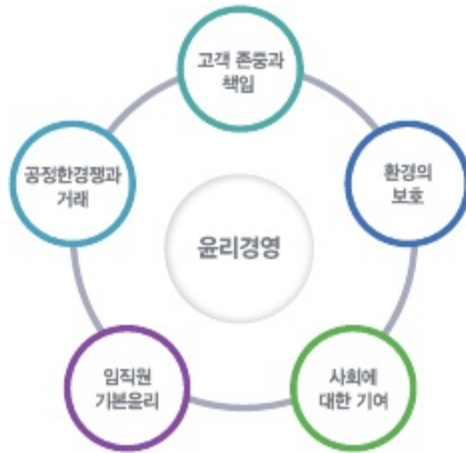 고객 존중과
책임
공정한경쟁과
거래
환경의
보호
윤리경영
임직원
기본윤리
사회에
대한 기여